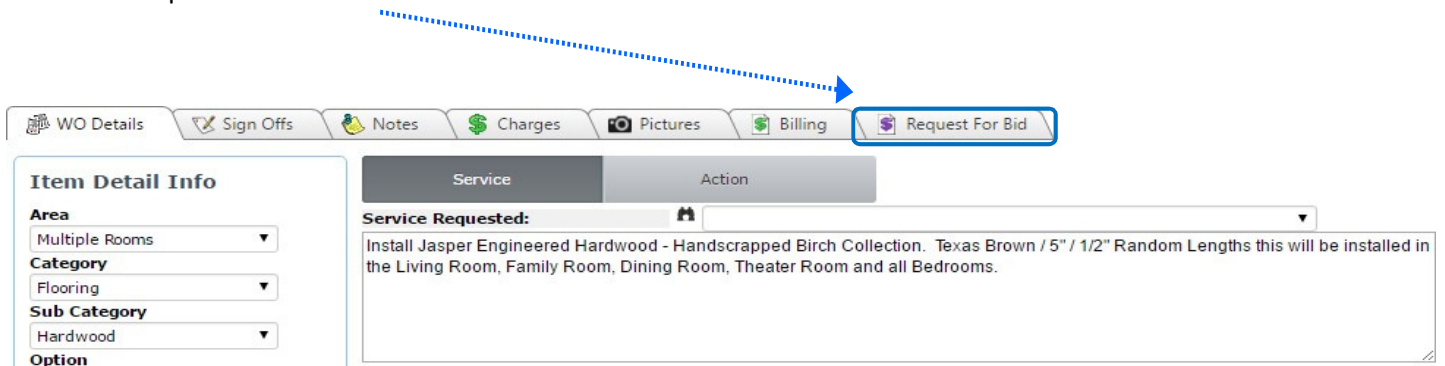 WO Details Sign Offs Notes Charges Pictures Billing Request For Bid
Item Detail Info
Service Action
Area
Service Requested:
Multiple Rooms
Install Jasper Engineered Hardwood - Handscrapped Birch Collection. Texas Brown / 5" / 1/2" Random Lengths this will be installed in
the Living Room, Family Room, Dining Room, Theater Room and all Bedrooms.
Category
Flooring
Sub Category
Hardwood
Option